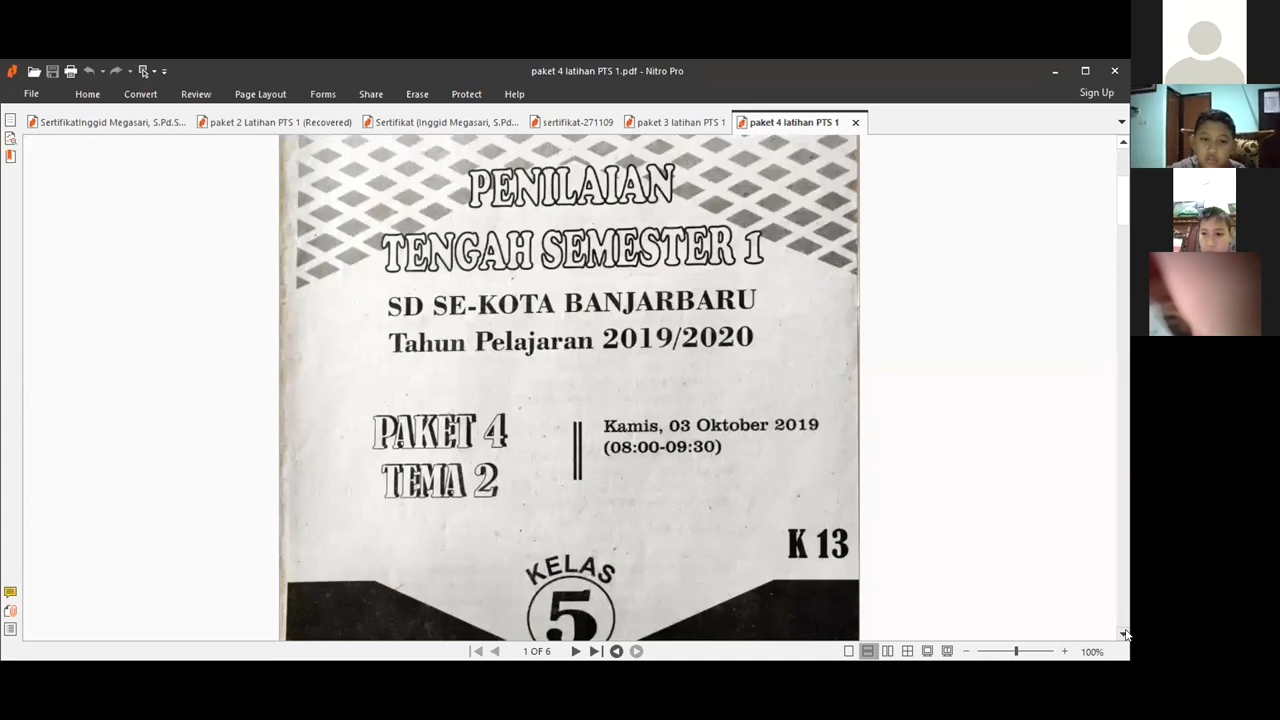 paket 4 latihan PTS 1.pdf - Nitro Pro
File Home Convert Review Page Layout Forms Share Erase Protect Help Sign Up
SertifikatInggid Megasari, S.Pd.S... paket 2 Latihan PTS 1 (Recovered) Sertifikat (Inggid Megasari, S.Pd... sertifikat-271109 paket 3 latihan PTS 1 paket 4 latihan PTS 1
PENILAIAN
TENGAH SEMESTER 1
SD SE-KOTA BANJARBARU
Tahun Pelajaran 2019/2020
PAKET 4
TEMA 2
Kamis, 03 Oktober 2019
(08:00-09:30)
K 13
KELAS
5
1 OF 6
100%